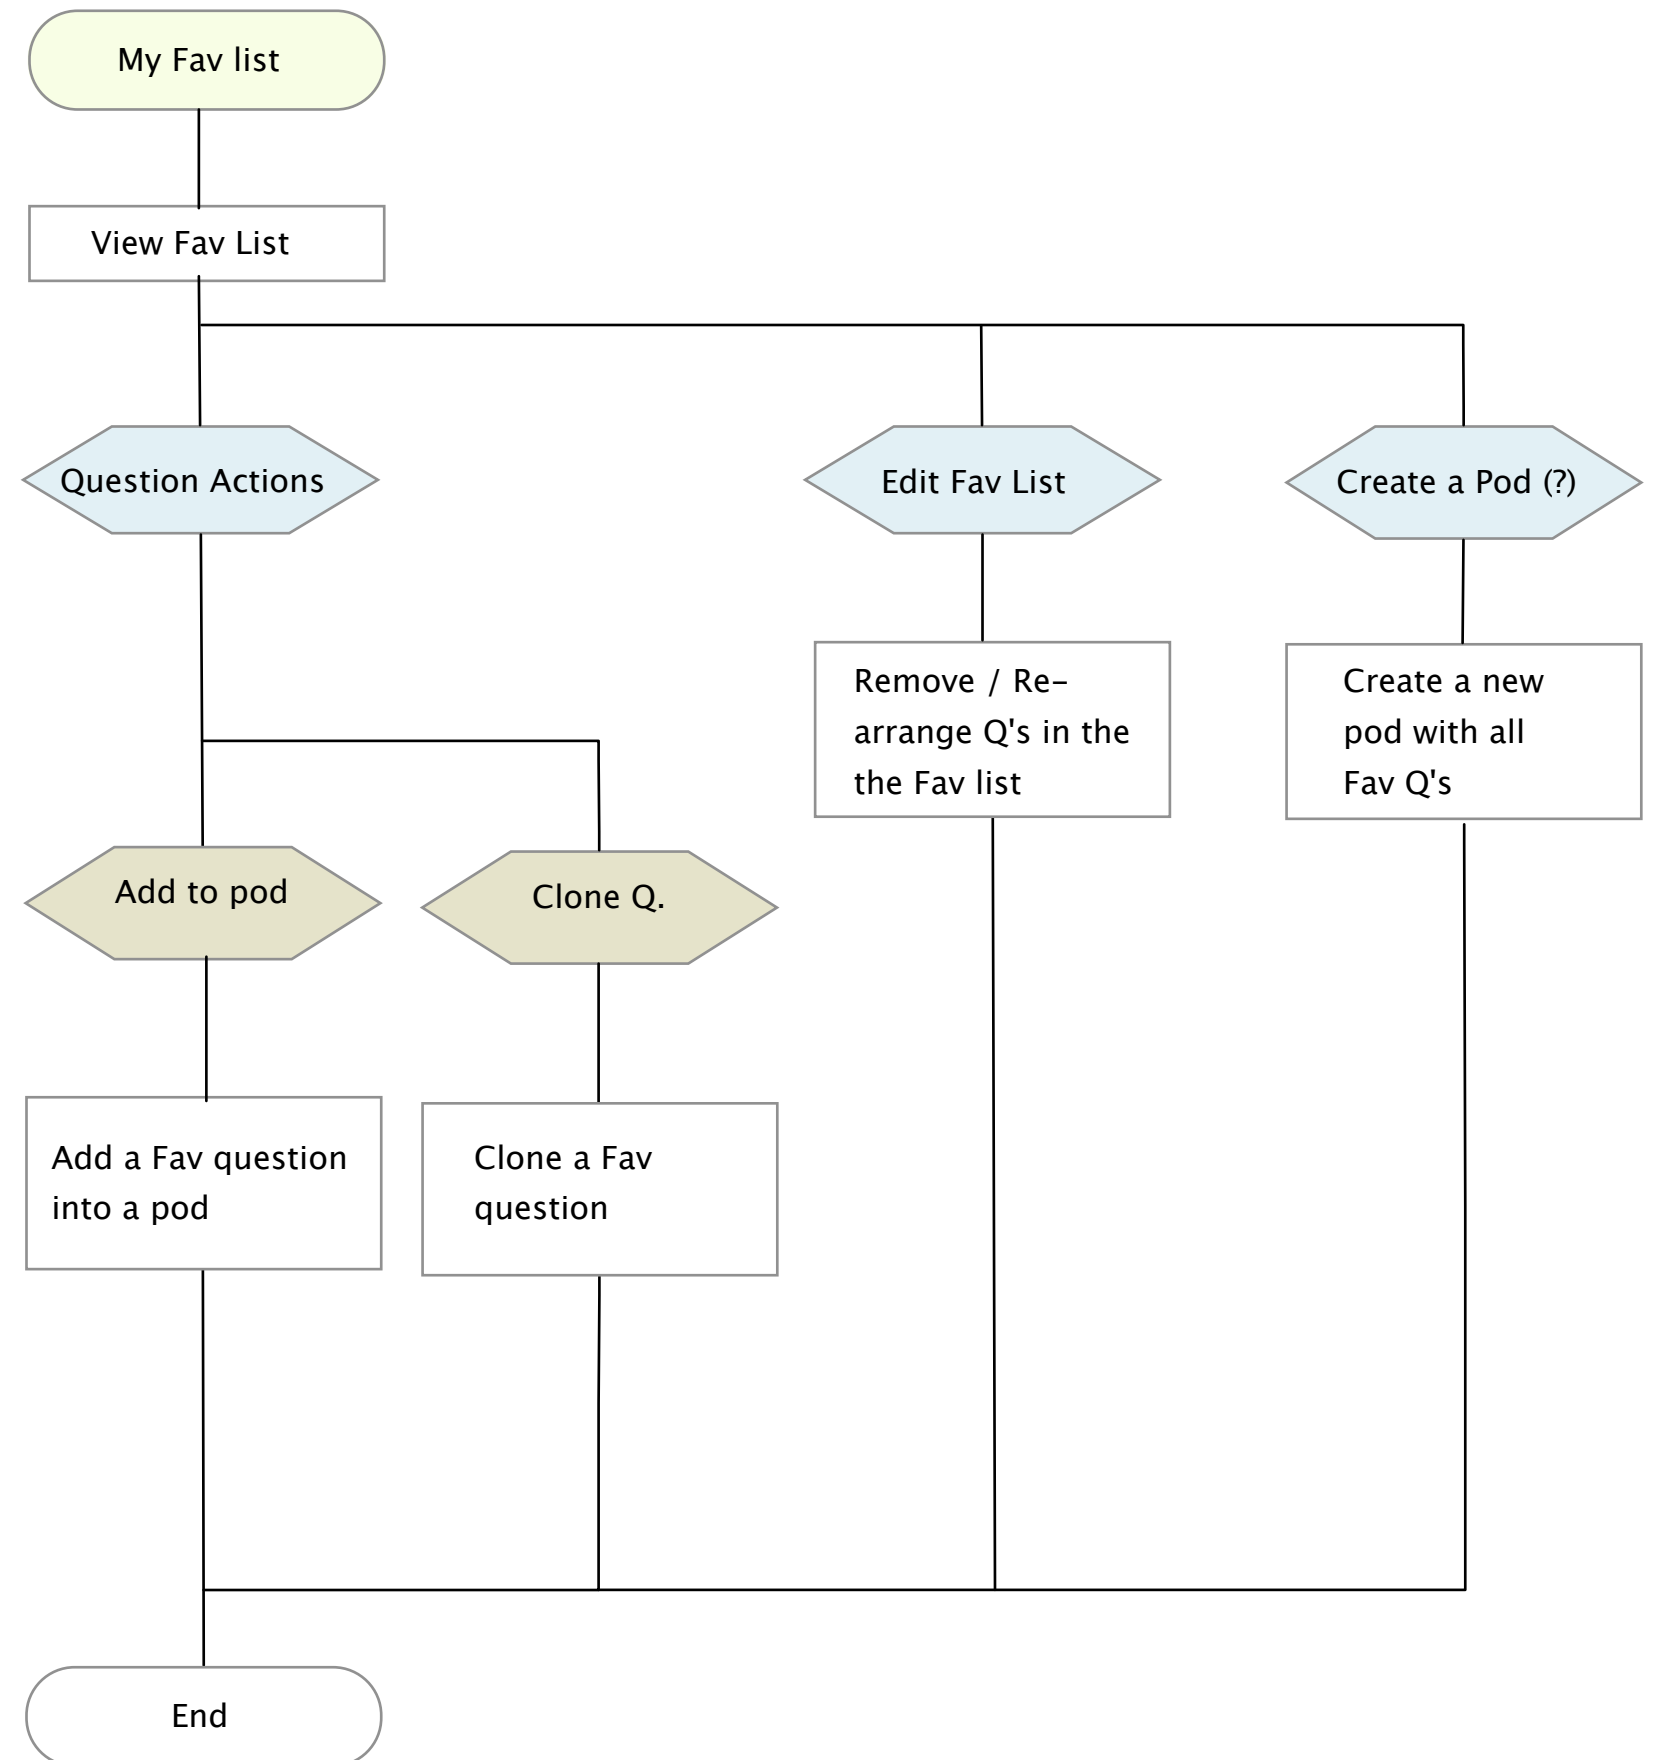 My Fav list
View Fav List
Question Actions
Edit Fav List
Create a Pod (?)
Remove / Re-
arrange Q's in the
the Fav list
Create a new
pod with all
Fav Q's
Add to pod
Clone Q.
Add a Fav question
into a pod
Clone a Fav
question
End